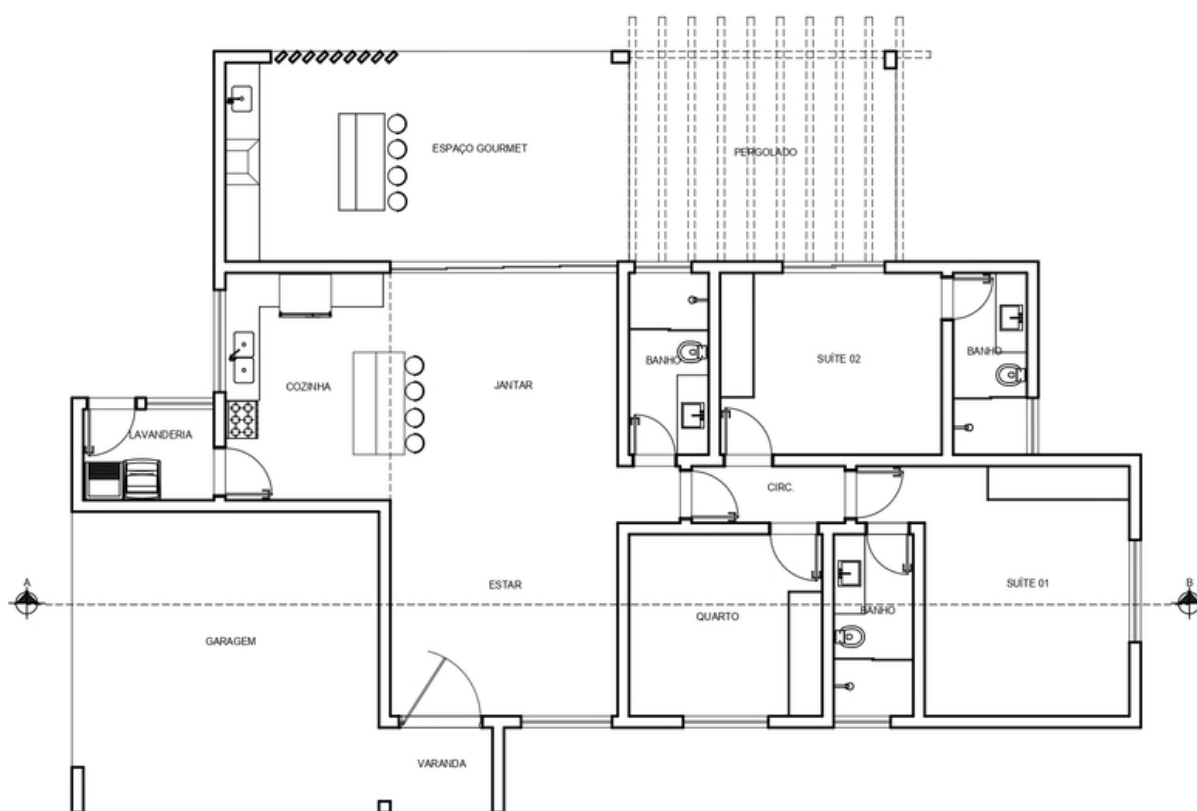 ESPAÇO GOURMET
PERGOLADO
COZINHA
JANTAR
BANHO
SUÍTE 02
BANHO
LAVANDERIA
CIRC.
A
ESTAR
SUÍTE 01
B
GARAGEM
QUARTO
BANHO
VARANDA